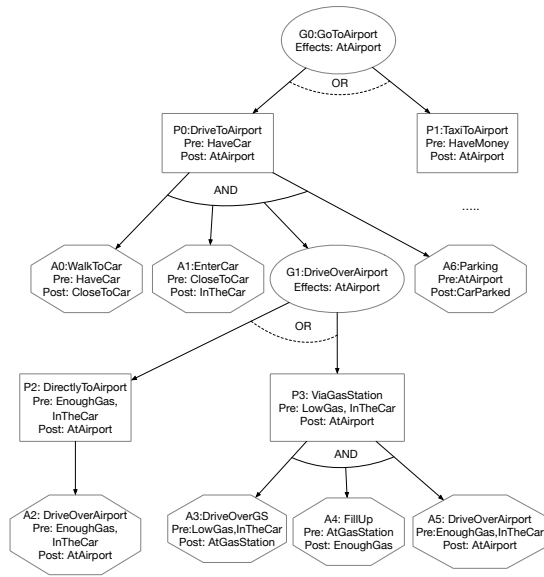 G0:GoToAirport
Effects: AtAirport
OR
P0:DriveToAirport
Pre: HaveCar
Post: AtAirport
P1:TaxiToAirport
Pre: HaveMoney
Post: AtAirport
AND
.....
A0:WalkToCar
Pre: HaveCar
Post: CloseToCar
A1:EnterCar
Pre: CloseToCar
Post: InTheCar
G1:DriveOverAirport
Effects: AtAirport
A6:Parking
Pre:AtAirport
Post:CarParked
OR
P2: DirectlyToAirport
Pre: EnoughGas,
InTheCar
Post: AtAirport
P3: ViaGasStation
Pre: LowGas, InTheCar
Post: AtAirport
AND
A2: DriveOverAirport
Pre: EnoughGas,
InTheCar
Post: AtAirport
A3:DriveOverGS
Pre:LowGas,InTheCar
Post: AtGasStation
A4: FillUp
Pre: AtGasStation
Post: EnoughGas
A5: DriveOverAirport
Pre:EnoughGas,InTheCar
Post: AtAirport